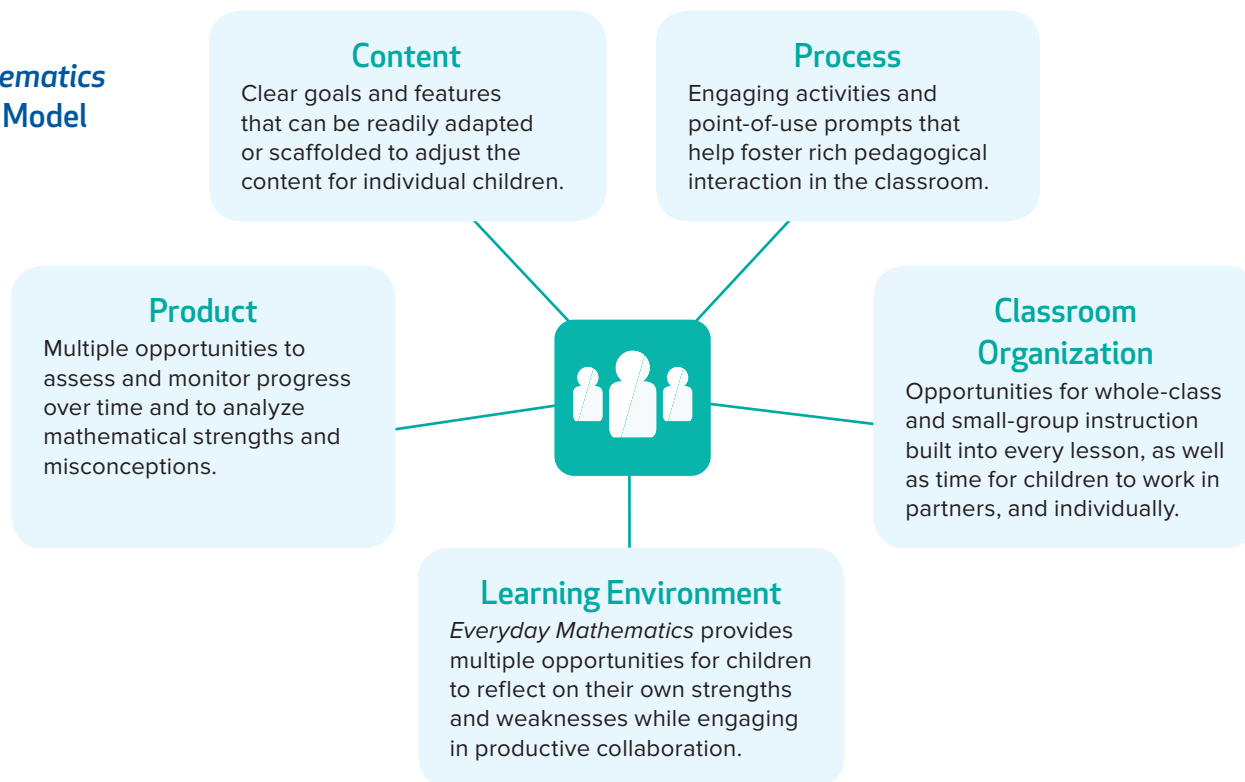 ematics
Model
Content
Clear goals and features
that can be readily adapted
or scaffolded to adjust the
content for individual children.
Process
Engaging activities and
point-of-use prompts that
help foster rich pedagogical
interaction in the classroom.
Product
Multiple opportunities to
assess and monitor progress
over time and to analyze
mathematical strengths and
misconceptions.
Classroom
Organization
Opportunities for whole-class
and small-group instruction
built into every lesson, as well
as time for children to work in
partners, and individually.
Learning Environment
Everyday Mathematics provides
multiple opportunities for children
to reflect on their own strengths
and weaknesses while engaging
in productive collaboration.